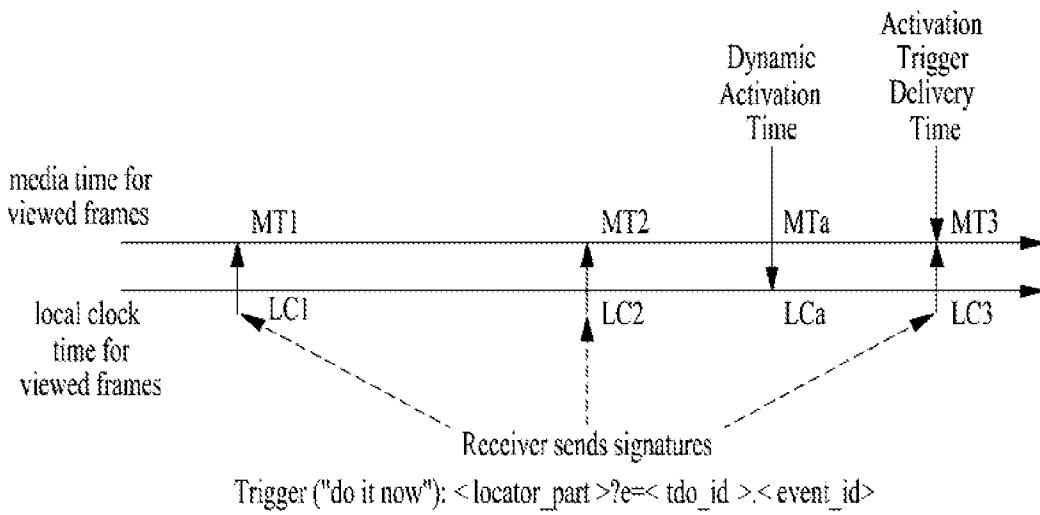 Activation
Trigger
Delivery
Time
Dynamic
Activation
Time
media time for
viewed frames
MT1
MT2
MTa
MT3
local clock
time for
viewed frames
LC1
LC2
LCa
LC3
Receiver sends signatures
Trigger ("do it now"): <locator_part>?e=< tdo_id >.<event_id>